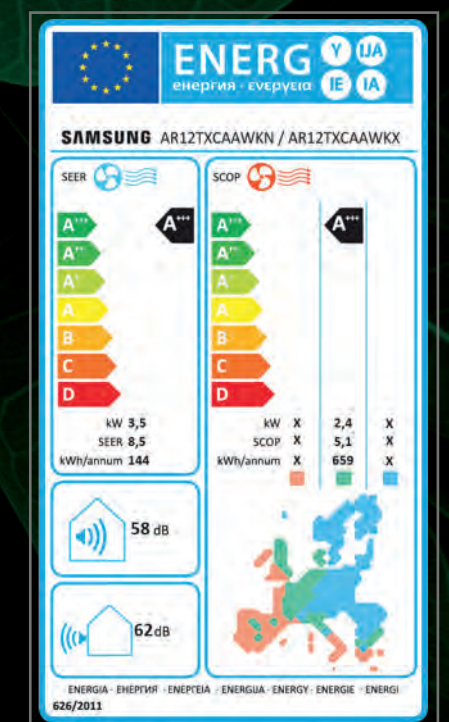 ENERG Y IJA
енергия · ενεργεια IE IA
SAMSUNG AR12TXCAAWKN / AR12TXCAAWKX
SEER
A+++ A+++
A++
A+
A
B
C
D
kW 3,5
SEER 8,5
kWh/annum 144
SCOP
A+++ A+++
A++
A+
A
B
C
D
kW X 2,4 X
SCOP X 5,1 X
kWh/annum X 659 X
58 dB
62 dB
ENERGIA · ЕНЕРГИЯ · ΕΝΕΡΓΕΙΑ · ENERGIJA · ENERGY · ENERGIE · ENERGI
626/2011